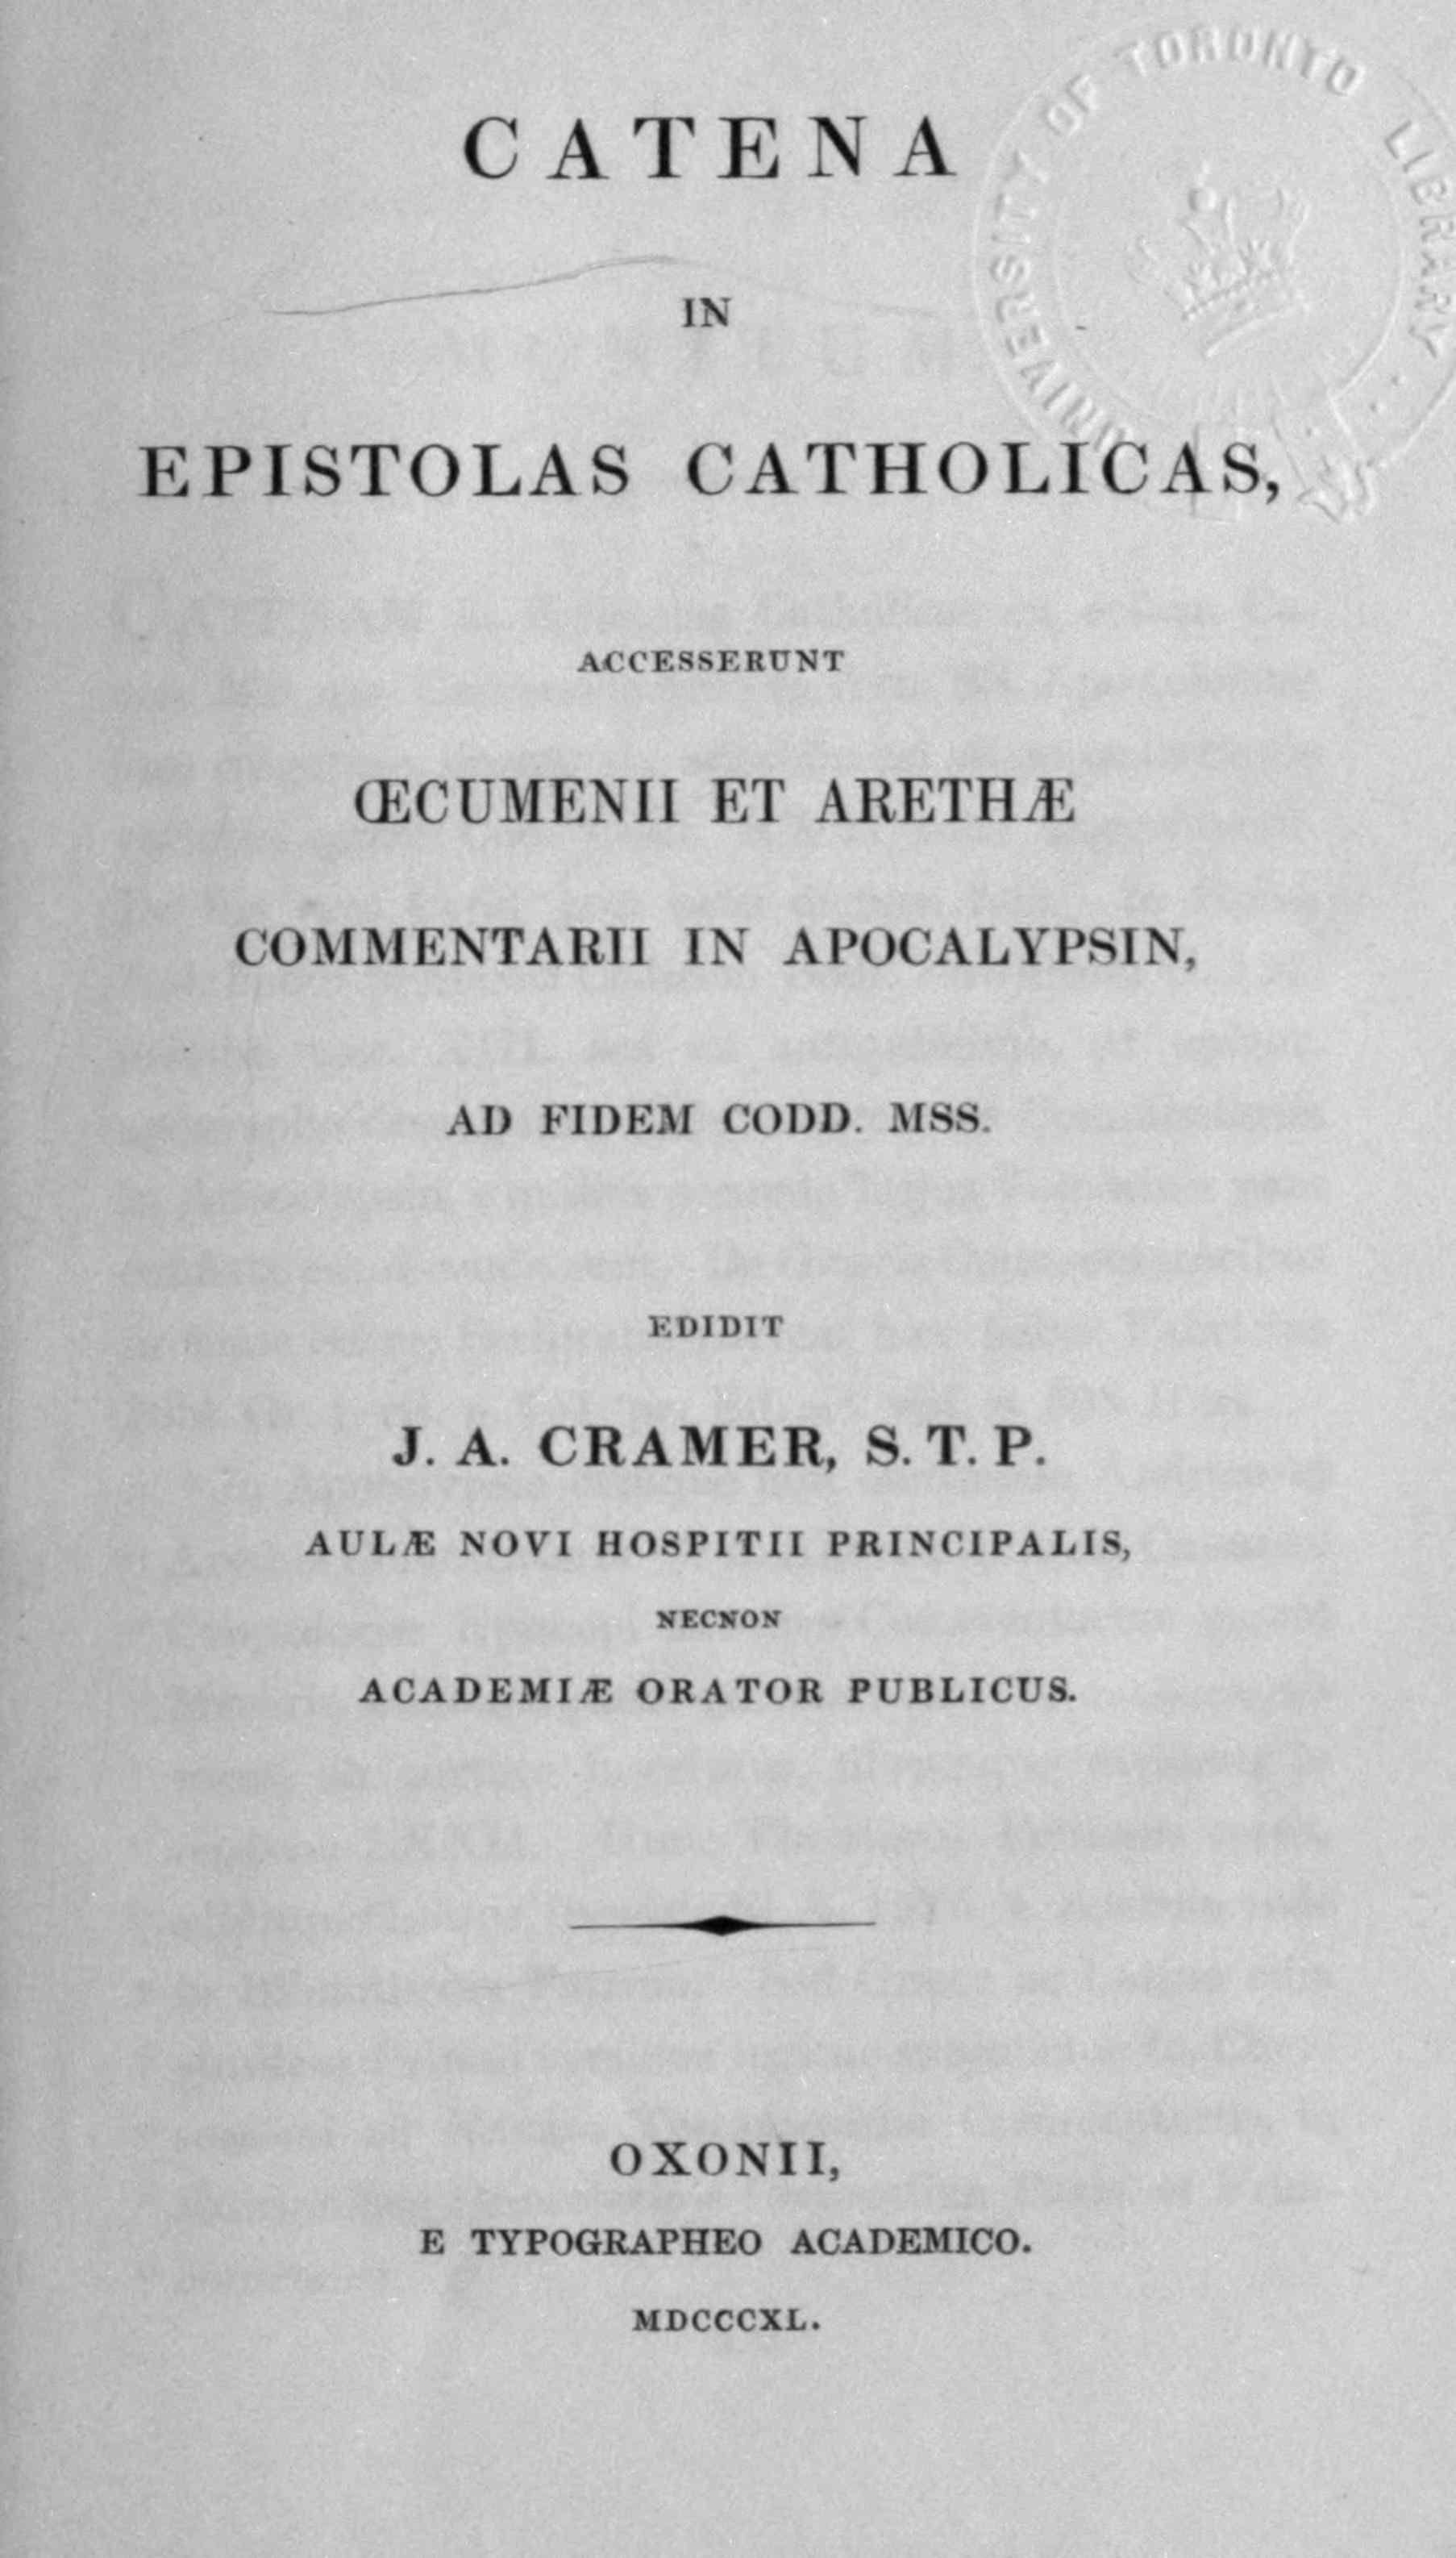 UNIVERSITY OF TORONTO LIBRARY
CATENA
IN
EPISTOLAS CATHOLICAS,
ACCESSERUNT
ŒCUMENII ET ARETHÆ
COMMENTARII IN APOCALYPSIN,
AD FIDEM CODD. MSS.
EDIDIT
J. A. CRAMER, S. T. P.
AULÆ NOVI HOSPITII PRINCIPALIS,
NECNON
ACADEMIÆ ORATOR PUBLICUS.
OXONII,
E TYPOGRAPHEO ACADEMICO.
MDCCCXL.